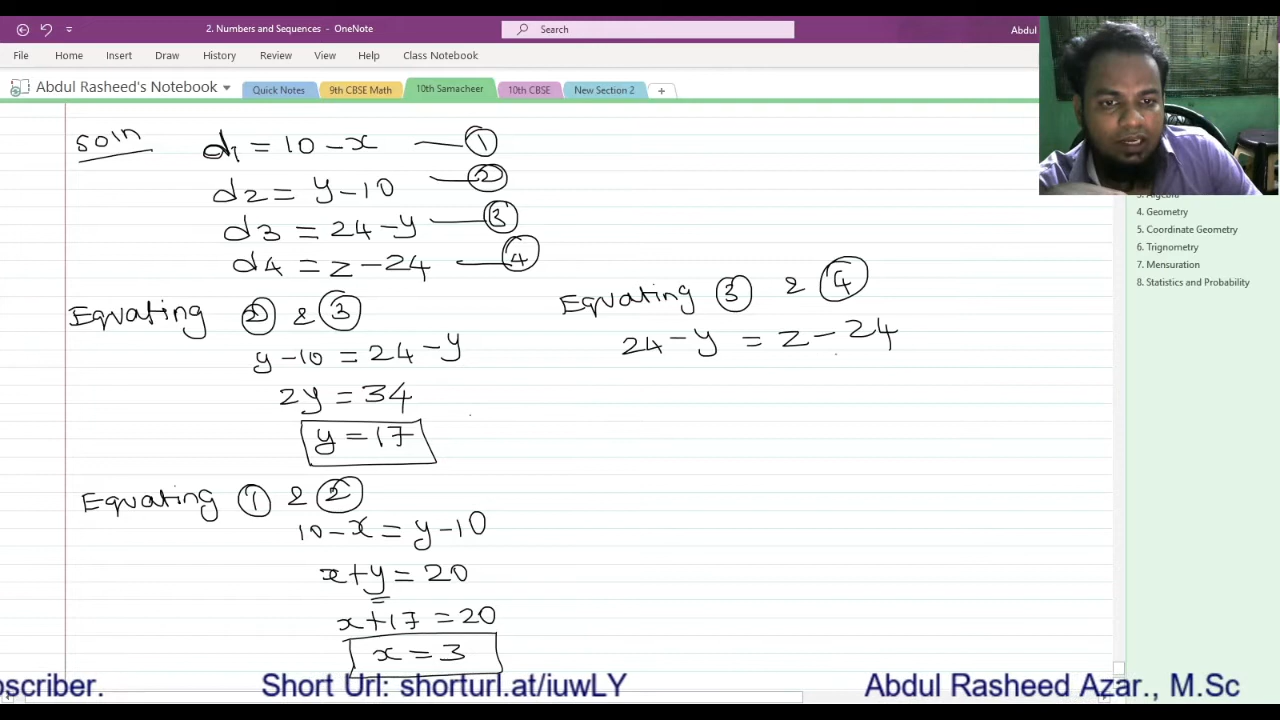 2. Numbers and Sequences - OneNote
Search
Abdul
File Home Insert Draw History Review View Help Class Notebook
Abdul Rasheed's Notebook
Quick Notes
9th CBSE Math
10th Samacheer
10th CBSE
New Section 2
Soln
d1 = 10 - x — ①
d2 = y - 10 — ②
d3 = 24 - y — ③
d4 = z - 24 — ④
Equating ② & ③
y - 10 = 24 - y
2y = 34
y = 17
Equating ① & ②
10 - x = y - 10
x + y = 20
x + 17 = 20
x = 3
Equating ③ & ④
24 - y = z - 24
3. Algebra
4. Geometry
5. Coordinate Geometry
6. Trignometry
7. Mensuration
8. Statistics and Probability
oscriber. Short Url: shorturl.at/iuwLY Abdul Rasheed Azar., M.Sc